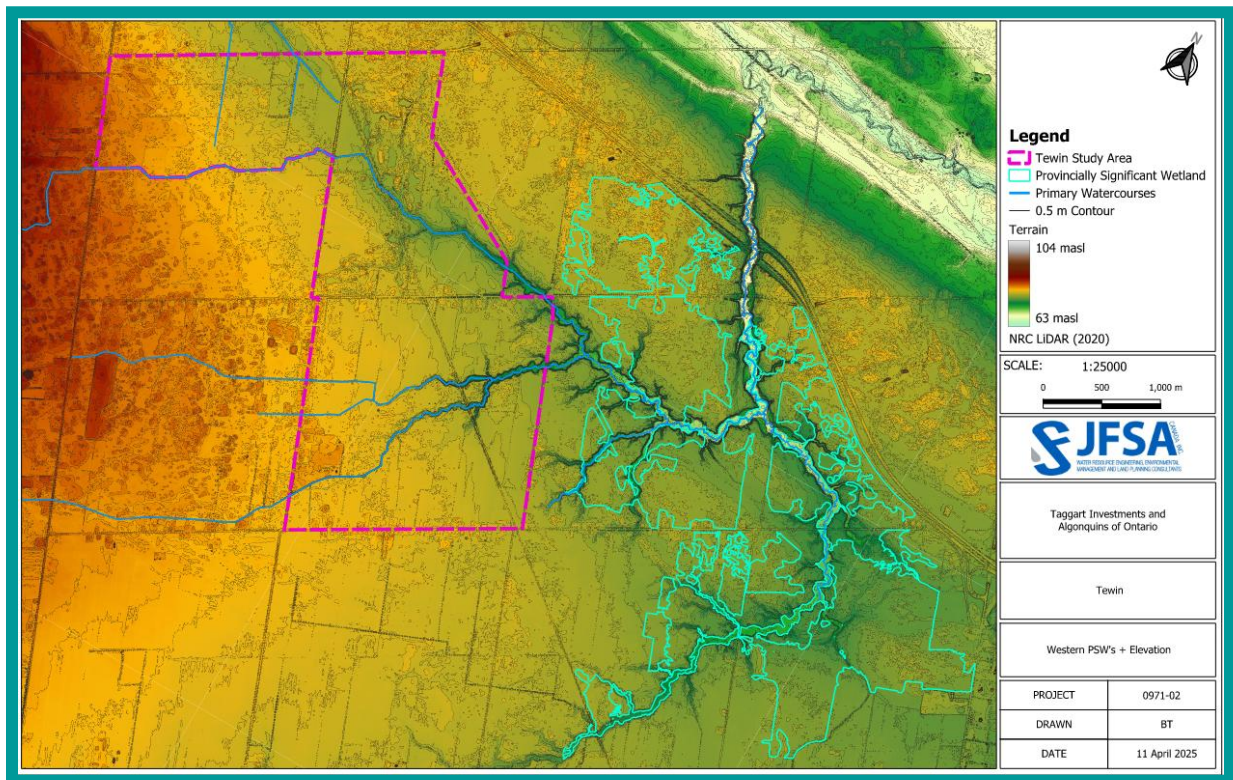 N
Legend
Tewin Study Area
Provincially Significant Wetland
Primary Watercourses
0.5 m Contour
Terrain
104 masl
63 masl
NRC LiDAR (2020)
SCALE: 1:25000
0 500 1,000 m
JFSA CANADA INC.
WATER RESOURCE ENGINEERING, ENVIRONMENTAL
MANAGEMENT AND LAND PLANNING CONSULTANTS
Taggart Investments and
Algonquins of Ontario
Tewin
Western PSW's + Elevation
PROJECT 0971-02
DRAWN BT
DATE 11 April 2025